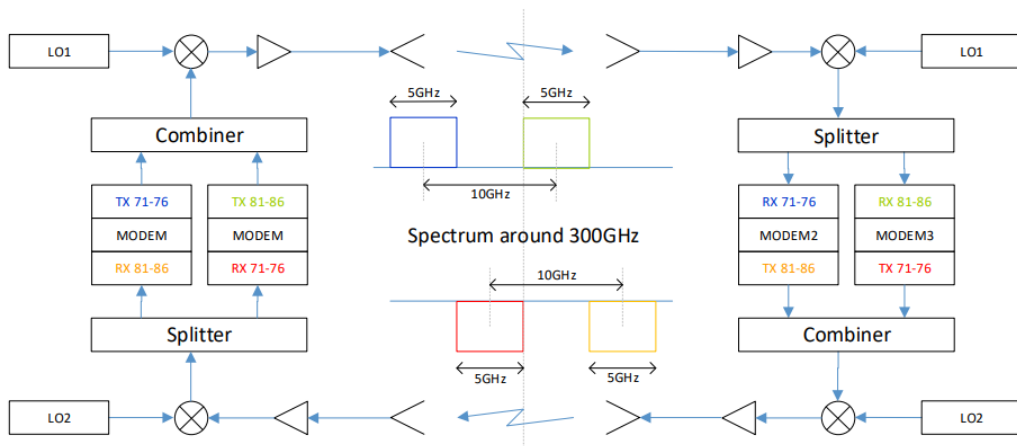 LO1
LO1
5GHz
5GHz
Combiner
Splitter
10GHz
TX 71-76
TX 81-86
RX 71-76
RX 81-86
MODEM
MODEM
Spectrum around 300GHz
MODEM2
MODEM3
RX 81-86
RX 71-76
TX 81-86
TX 71-76
10GHz
Splitter
Combiner
5GHz
5GHz
LO2
LO2